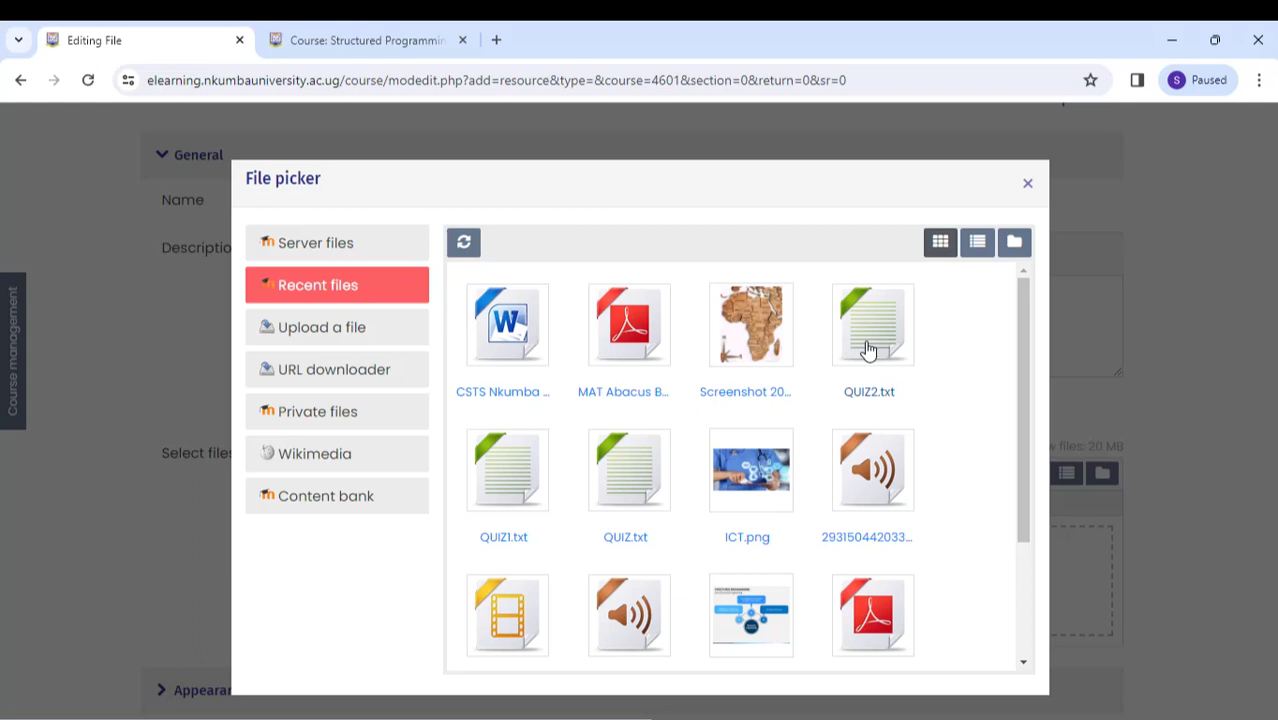 Editing File
Course: Structured Programmin
elearning.nkumbauniversity.ac.ug/course/modedit.php?add=resource&type=&course=4601&section=0&return=0&sr=0
S Paused
General
File picker
Name
Server files
Descriptio
Recent files
Upload a file
URL downloader
Course management
CSTS Nkumba ...
MAT Abacus B...
Screenshot 20...
QUIZ2.txt
Private files
Select files
Wikimedia
w files: 20 MB
Content bank
QUIZ1.txt
QUIZ.txt
ICT.png
293150442033...
Appearan